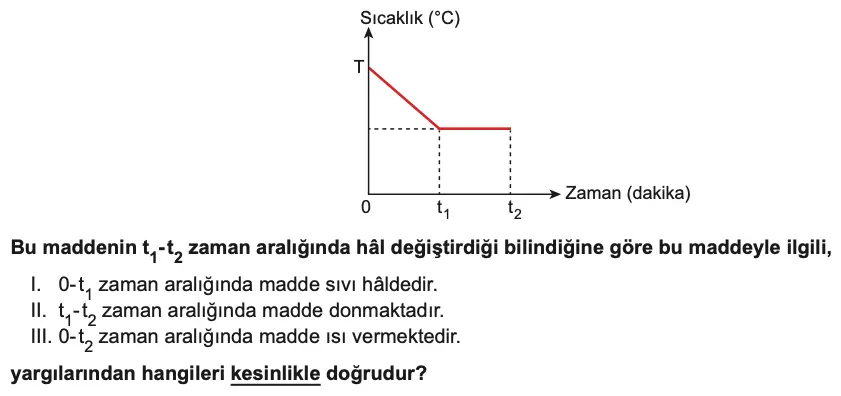 Sıcaklık (°C)
T
0
t₁
t₂
Zaman (dakika)
Bu maddenin t₁-t₂ zaman aralığında hâl değiştirdiği bilindiğine göre bu maddeyle ilgili,
I. 0-t₁ zaman aralığında madde sıvı hâldedir.
II. t₁-t₂ zaman aralığında madde donmaktadır.
III. 0-t₂ zaman aralığında madde ısı vermektedir.
yargılarından hangileri kesinlikle doğrudur?